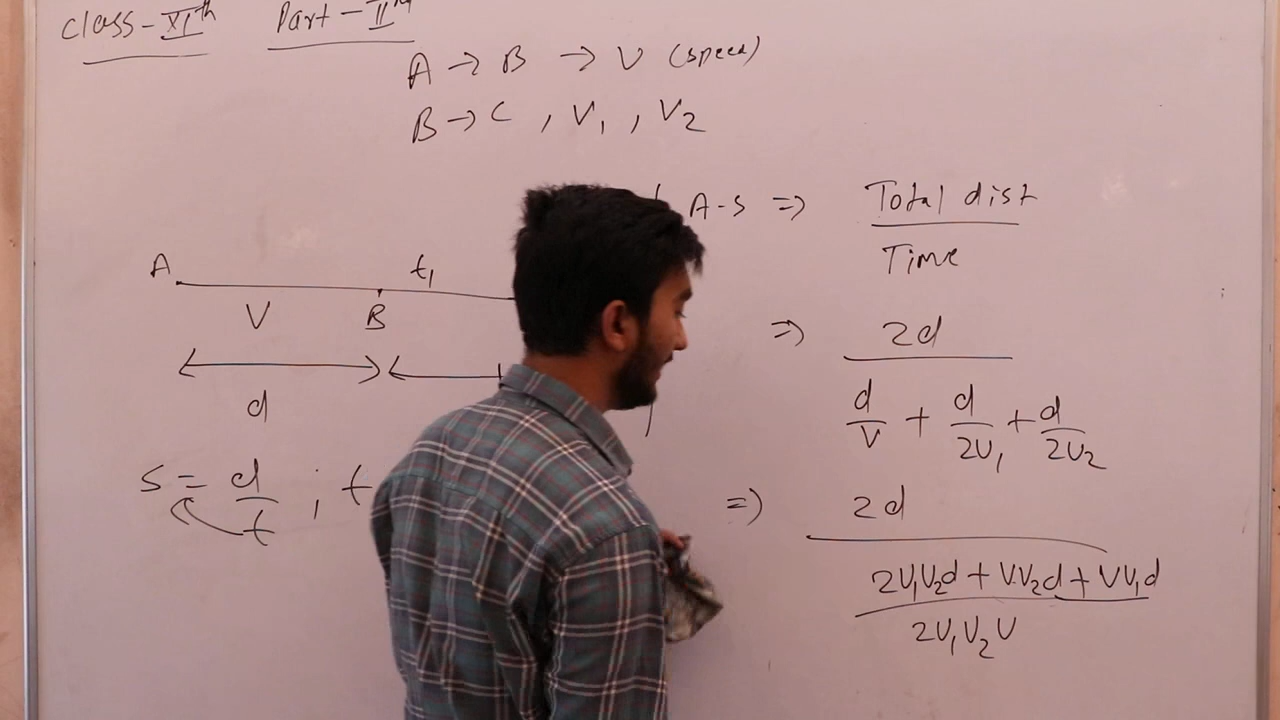 Class-XIth Part-IInd
A → B → V (speed)
B → C , V₁ , V₂
A-S ⇒ Total dist
Time
A t₁
V B
d
S = d/t ; t
⇒ 2d
d/V + d/2V₁ + d/2V₂
⇒ 2d
2V₁V₂d + VV₂d + VV₁d
2V₁V₂V